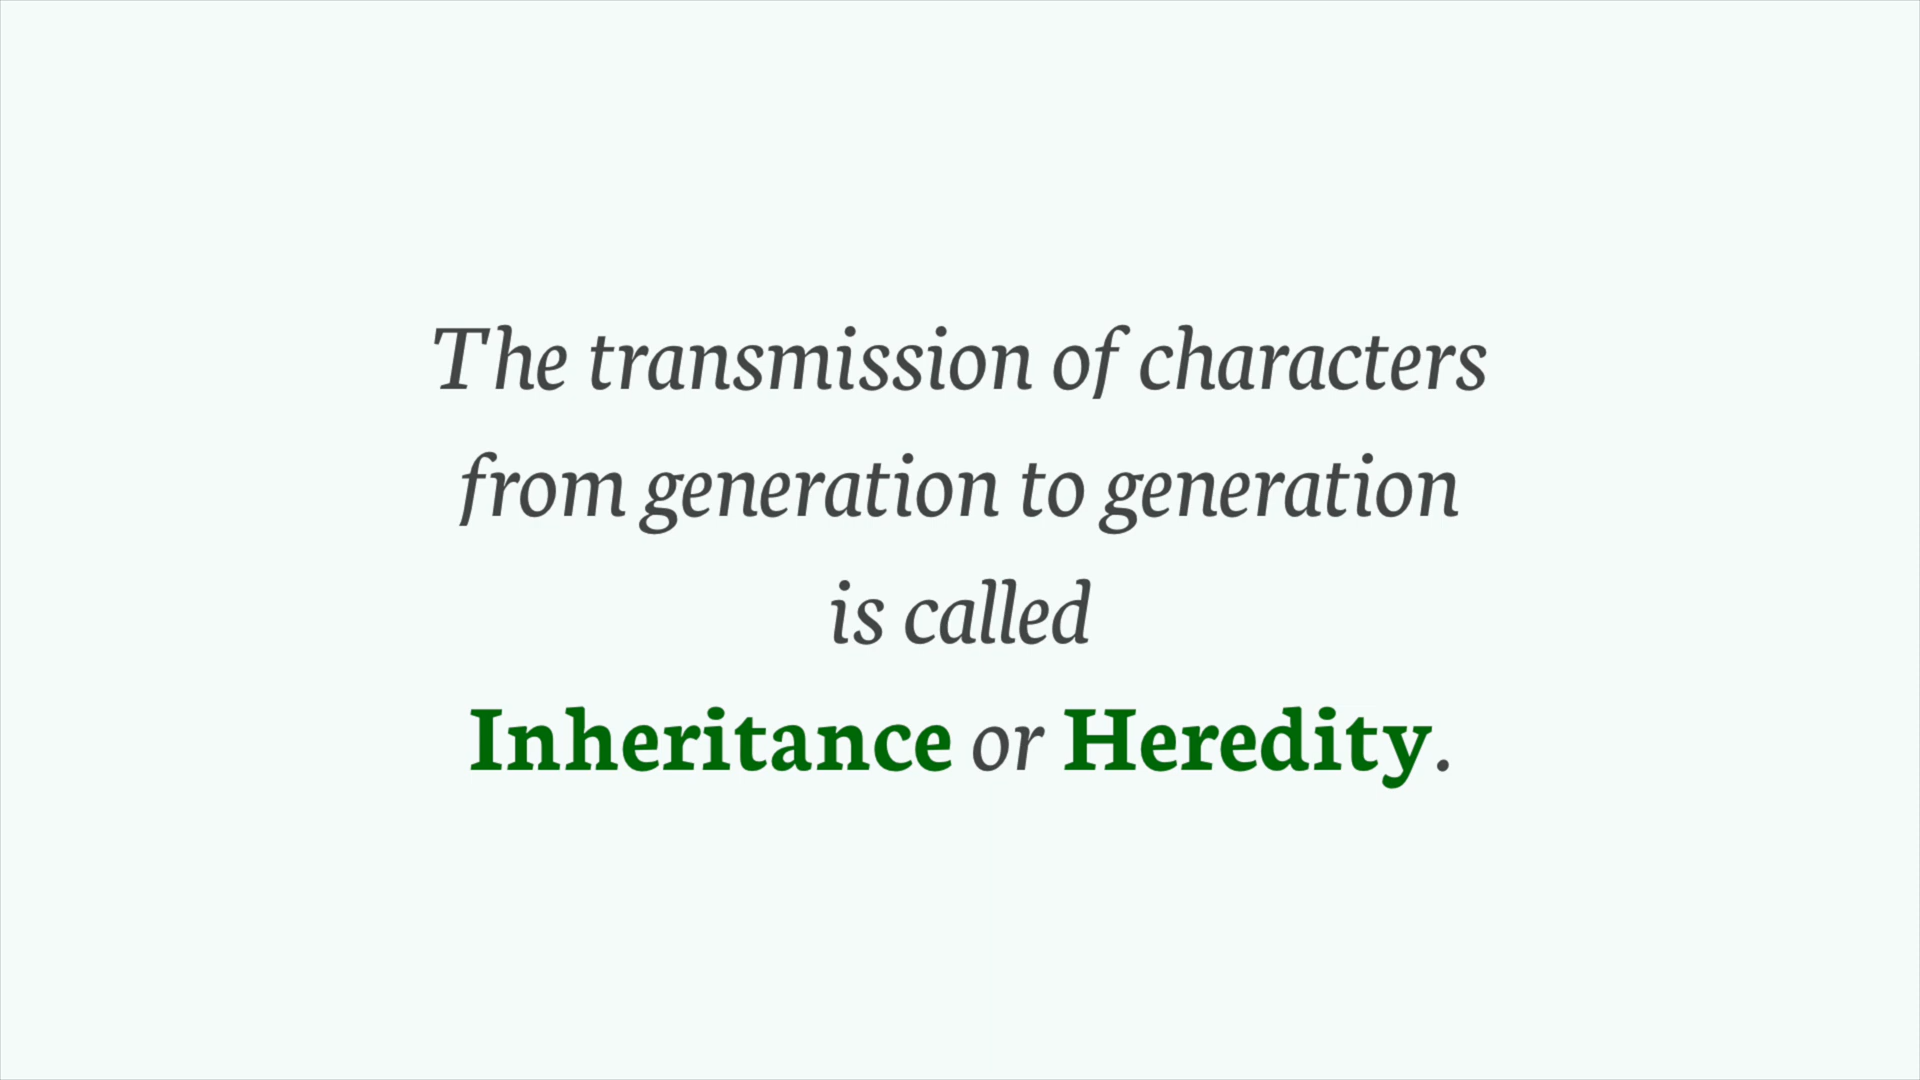 The transmission of characters
from generation to generation
is called
Inheritance or Heredity.